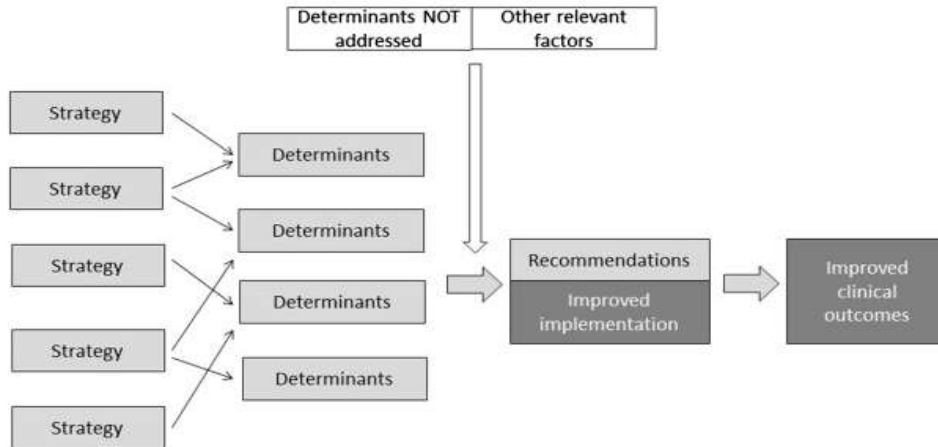 Determinants NOT
addressed
Other relevant
factors
Strategy
Strategy
Strategy
Strategy
Strategy
Determinants
Determinants
Determinants
Determinants
Recommendations
Improved
implementation
Improved
clinical
outcomes